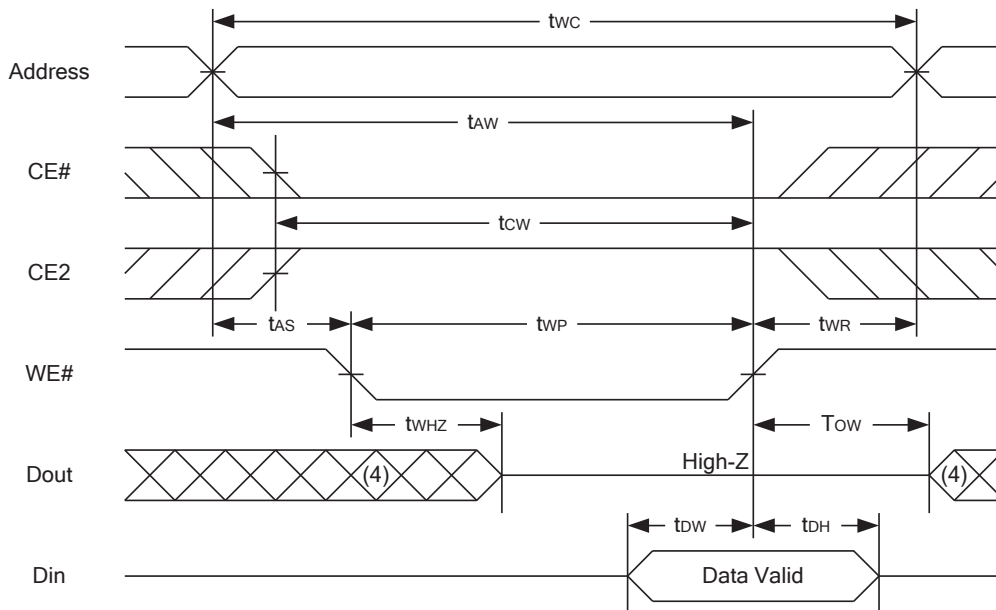 tWC
Address
tAW
CE#
tCW
CE2
tAS tWP tWR
WE#
tWHZ TOW
Dout (4) High-Z (4)
tDW tDH
Din Data Valid